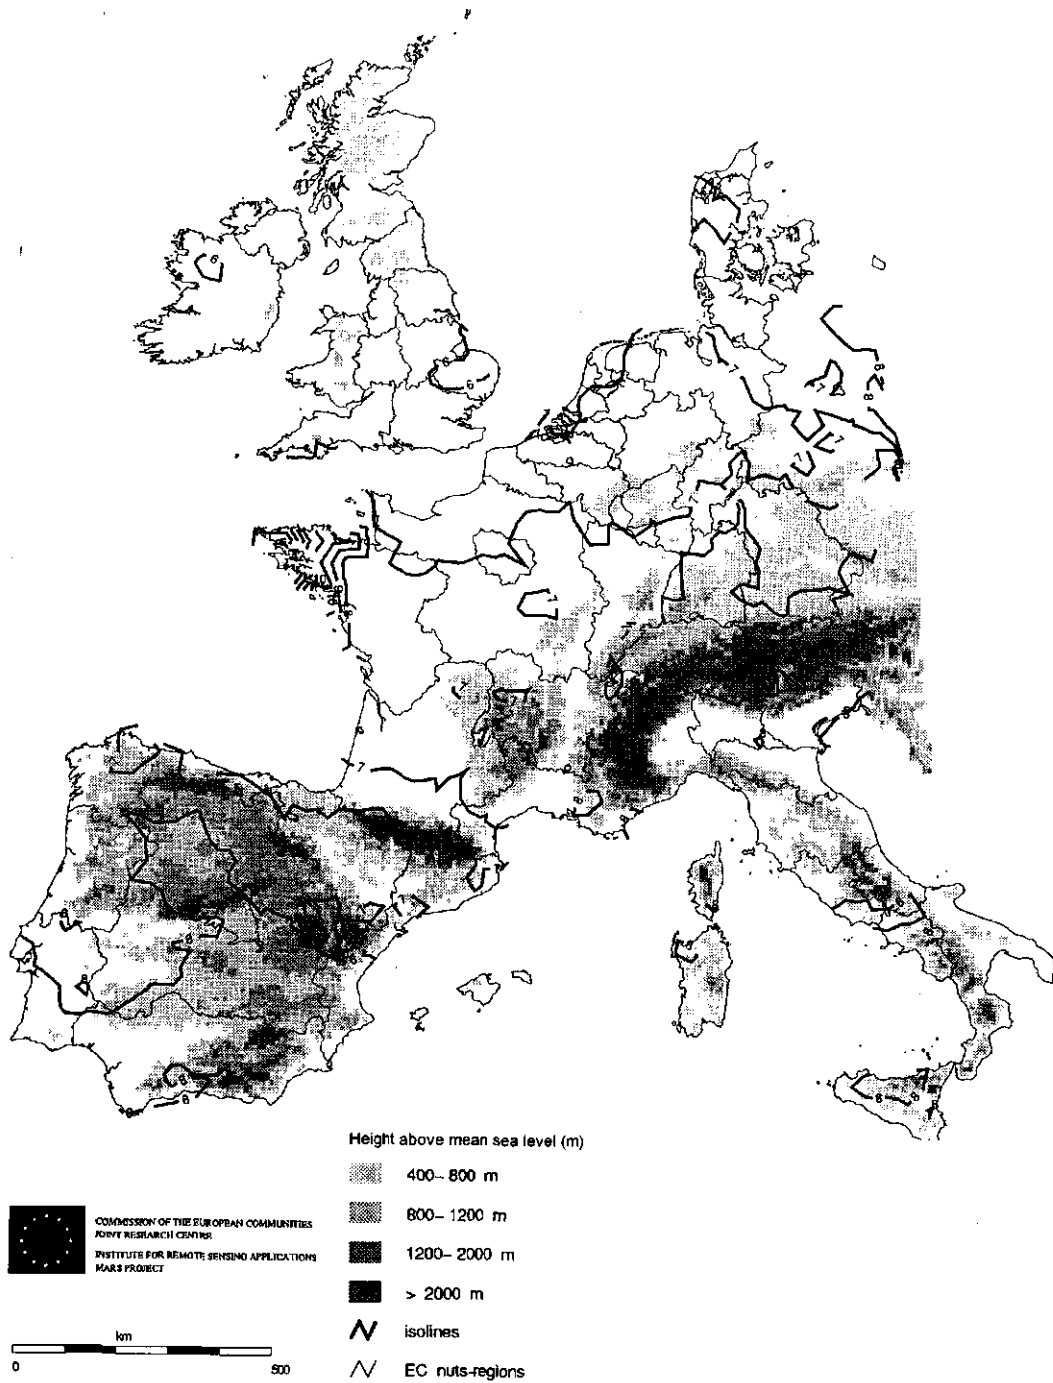 Height above mean sea level (m)
400– 800 m
800– 1200 m
1200– 2000 m
> 2000 m
isolines
EC nuts-regions
COMMISSION OF THE EUROPEAN COMMUNITIES
JOINT RESEARCH CENTRE
INSTITUTE FOR REMOTE SENSING APPLICATIONS
MARS PROJECT
km
0
500